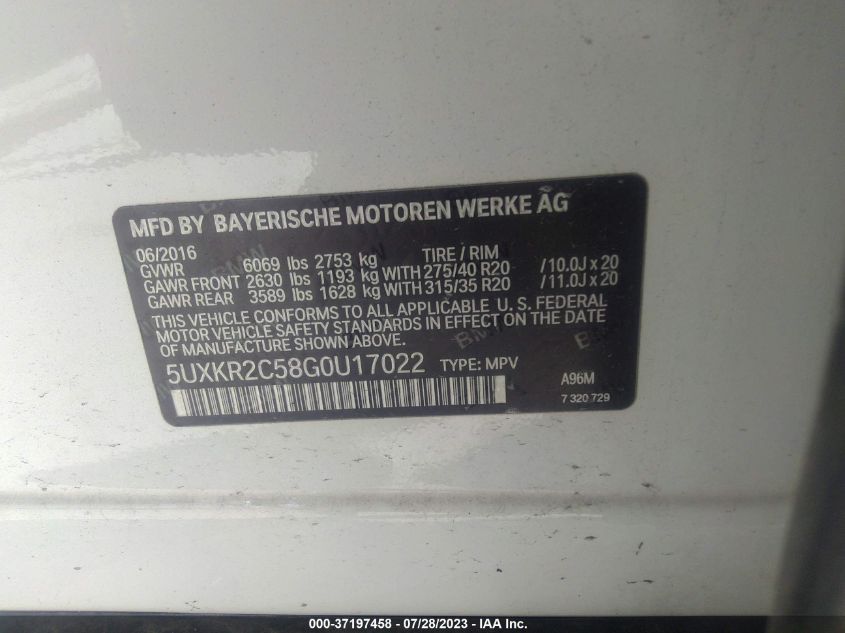 MFD BY BAYERISCHE MOTOREN WERKE AG
06/2016
GVWR 6069 lbs 2753 kg TIRE / RIM
GAWR FRONT 2630 lbs 1193 kg WITH 275/40 R20 /10.0J x 20
GAWR REAR 3589 lbs 1628 kg WITH 315/35 R20 /11.0J x 20
THIS VEHICLE CONFORMS TO ALL APPLICABLE U. S. FEDERAL
MOTOR VEHICLE SAFETY STANDARDS IN EFFECT ON THE DATE
OF MANUFACTURE SHOWN ABOVE.
5UXKR2C58G0U17022 TYPE: MPV
A96M
7 320 729
000-37197458 - 07/28/2023 - IAA Inc.